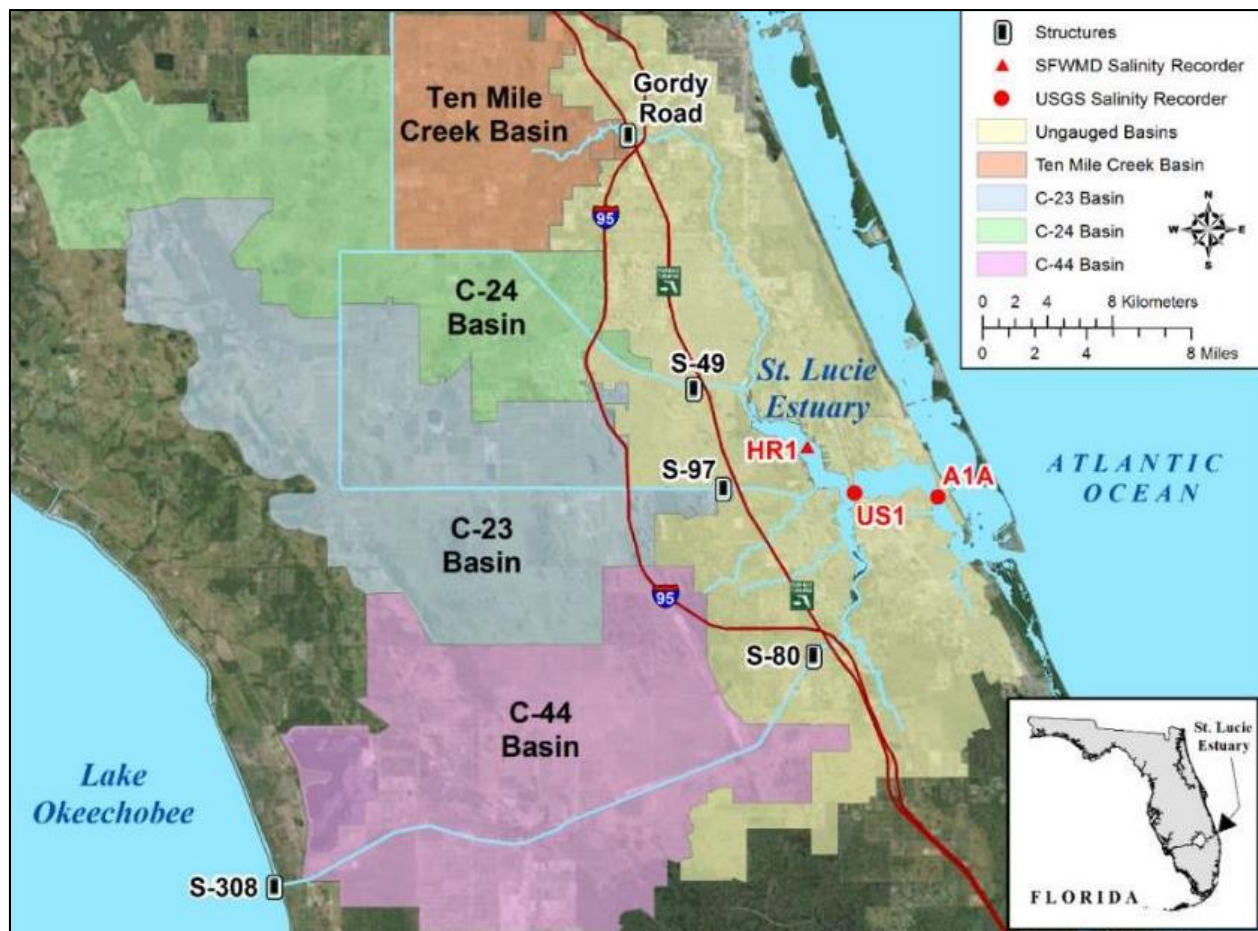 Structures
SFWMD Salinity Recorder
USGS Salinity Recorder
Ungauged Basins
Ten Mile Creek Basin
C-23 Basin
C-24 Basin
C-44 Basin
N
W
E
S
0 2 4 8 Kilometers
0 2 4 8 Miles
Gordy
Road
Ten Mile
Creek Basin
95
C-24
Basin
S-49
St. Lucie
Estuary
HR1
S-97
A1A
US1
ATLANTIC
OCEAN
C-23
Basin
95
S-80
C-44
Basin
Lake
Okeechobee
S-308
St. Lucie
Estuary
FLORIDA